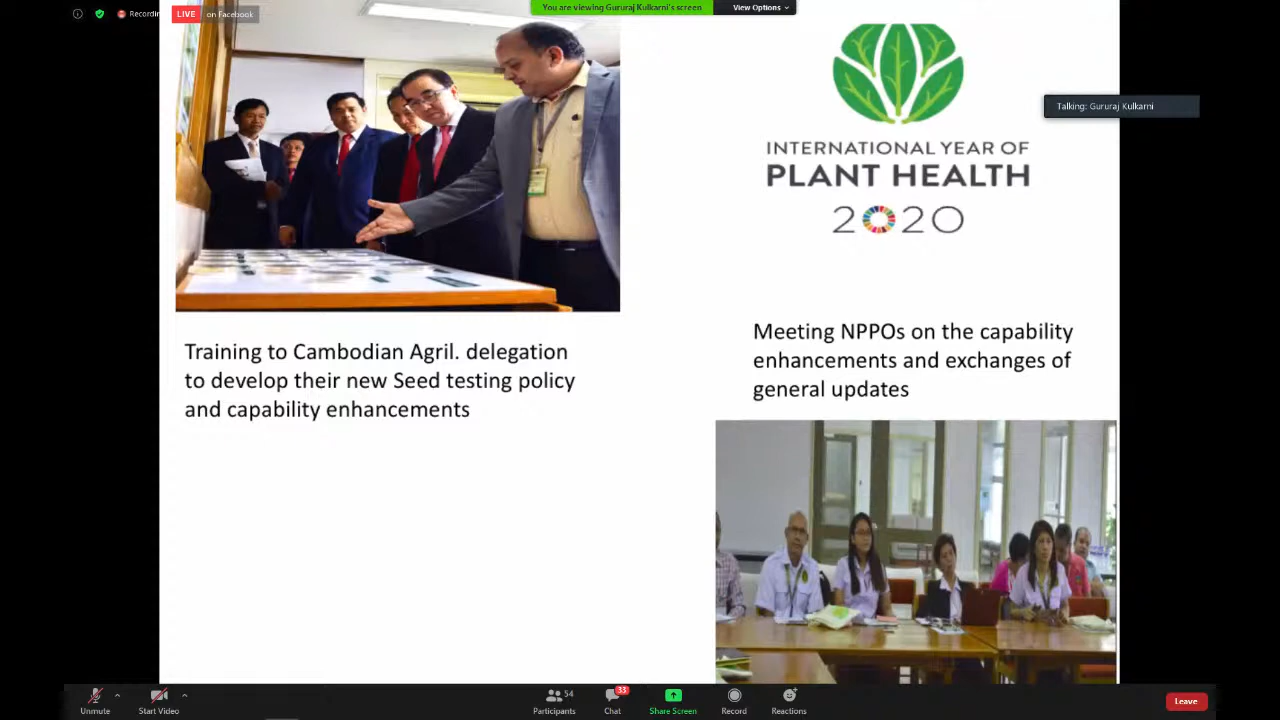 LIVE on Facebook
Recordin
You are viewing Gururaj Kulkarni's screen
View Options
Talking: Gururaj Kulkarni
INTERNATIONAL YEAR OF
PLANT HEALTH
2020
Training to Cambodian Agril. delegation
to develop their new Seed testing policy
and capability enhancements
Meeting NPPOs on the capability
enhancements and exchanges of
general updates
Unmute
Start Video
54
Participants
33
Chat
Share Screen
Record
Reactions
Leave